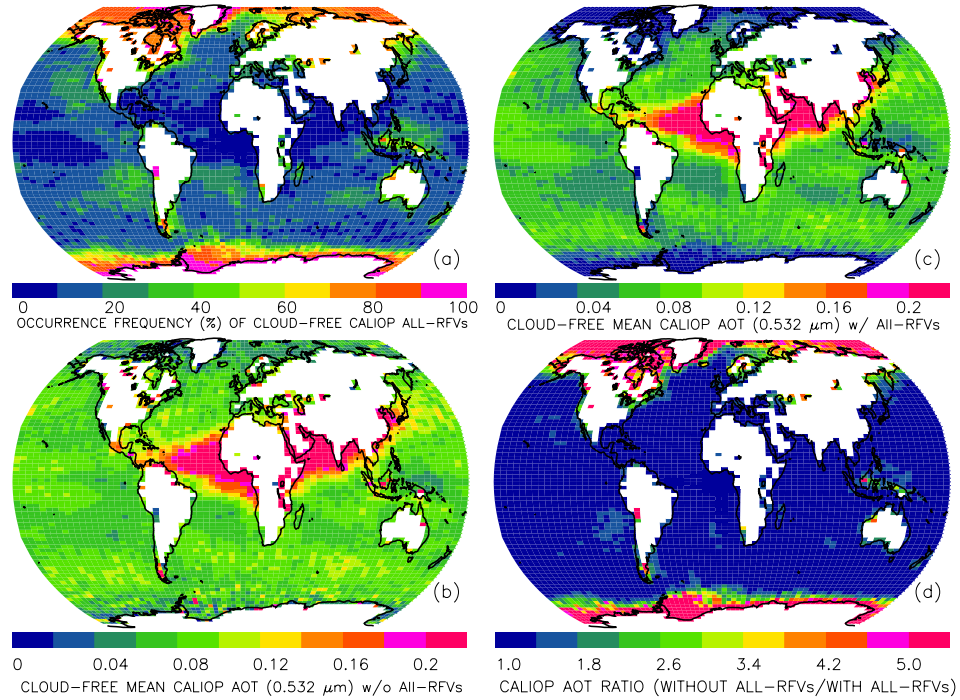 (a)
0 20 40 60 80 100
OCCURRENCE FREQUENCY (%) OF CLOUD-FREE CALIOP ALL-RFVs
(c)
0 0.04 0.08 0.12 0.16 0.2
CLOUD-FREE MEAN CALIOP AOT (0.532 μm) w/ All-RFVs
(b)
0 0.04 0.08 0.12 0.16 0.2
CLOUD-FREE MEAN CALIOP AOT (0.532 μm) w/o All-RFVs
(d)
1.0 1.8 2.6 3.4 4.2 5.0
CALIOP AOT RATIO (WITHOUT ALL-RFVs/WITH ALL-RFVs)